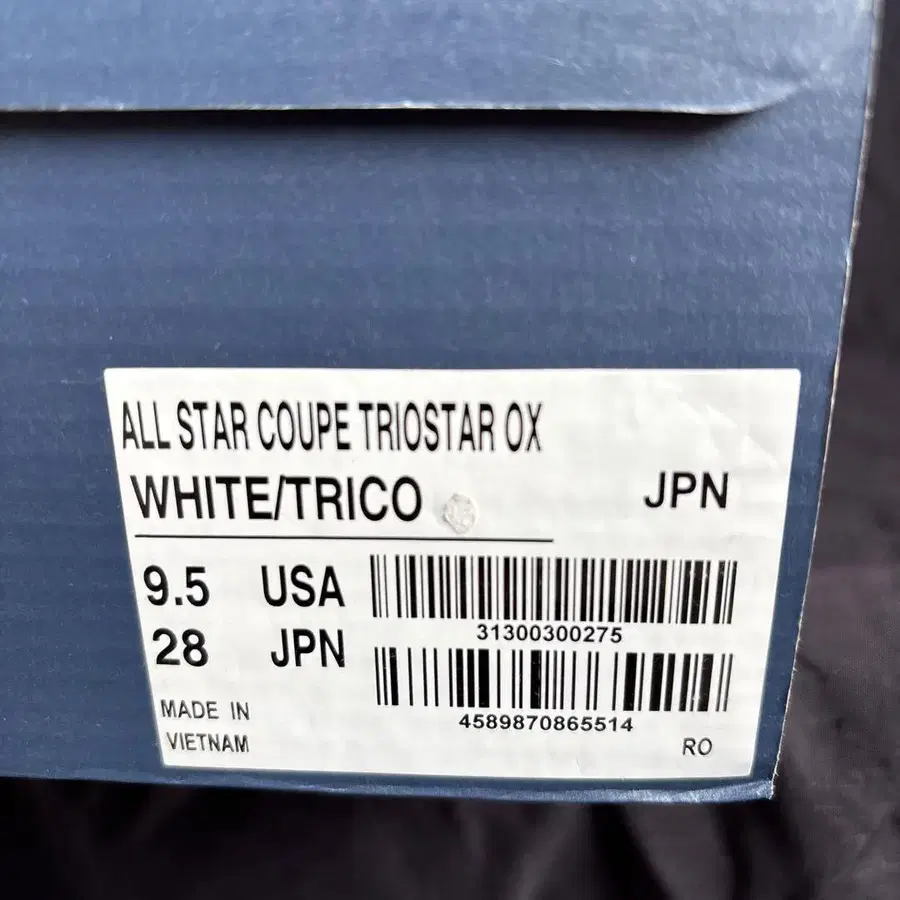 ALL STAR COUPE TRIOSTAR OX
WHITE/TRICO
JPN
9.5 USA
31300300275
28 JPN
4589870865514
MADE IN
VIETNAM
RO